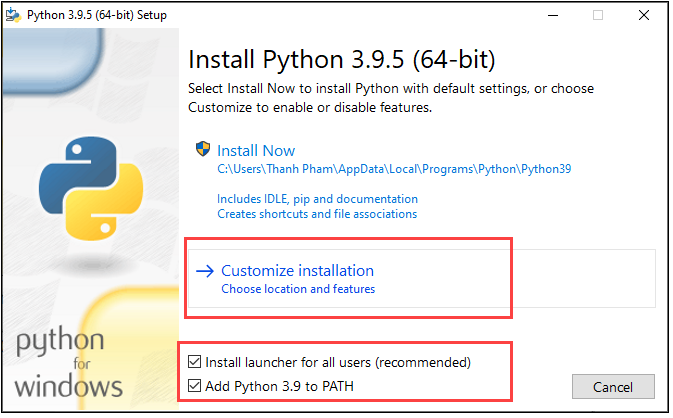 Python 3.9.5 (64-bit) Setup
Install Python 3.9.5 (64-bit)
Select Install Now to install Python with default settings, or choose
Customize to enable or disable features.
Install Now
C:\Users\Thanh Pham\AppData\Local\Programs\Python\Python39
Includes IDLE, pip and documentation
Creates shortcuts and file associations
Customize installation
Choose location and features
Install launcher for all users (recommended)
Add Python 3.9 to PATH
python
for
windows
Cancel